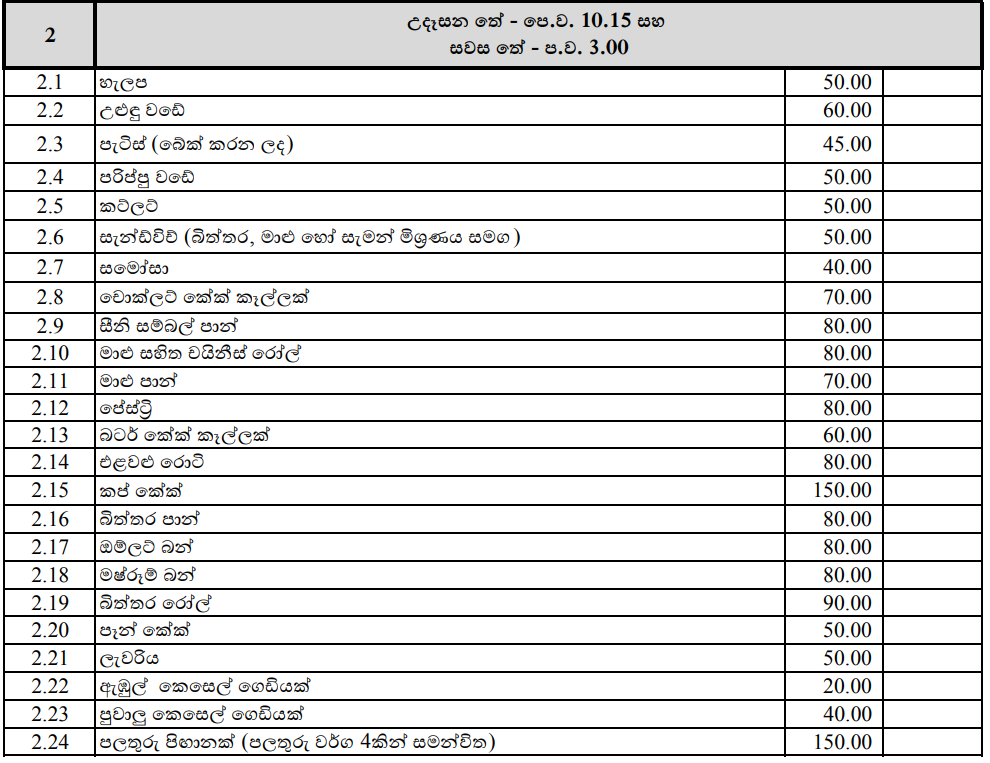 2
උදෑසන තේ - පෙ.ව. 10.15 සහ
සවස තේ - ප.ව. 3.00
2.1 හැලප 50.00
2.2 උළුඳු වඩේ 60.00
2.3 පැටිස් (බේක් කරන ලද) 45.00
2.4 පරිප්පු වඩේ 50.00
2.5 කට්ලට් 50.00
2.6 සැන්ඩ්විච් (බිත්තර, මාළු හෝ සැමන් මිශ්‍රණය සමග) 50.00
2.7 සමෝසා 40.00
2.8 චොක්ලට් කේක් කෑල්ලක් 70.00
2.9 සීනි සම්බල් පාන් 80.00
2.10 මාළු සහිත චයිනීස් රෝල් 80.00
2.11 මාළු පාන් 70.00
2.12 පේස්ට්‍රි 80.00
2.13 බටර් කේක් කෑල්ලක් 60.00
2.14 එළවළු රොටි 80.00
2.15 කප් කේක් 150.00
2.16 බිත්තර පාන් 80.00
2.17 ඔම්ලට් බන් 80.00
2.18 මෂ්රූම් බන් 80.00
2.19 බිත්තර රෝල් 90.00
2.20 පෑන් කේක් 50.00
2.21 ලැවරිය 50.00
2.22 ඇඹුල් කෙසෙල් ගෙඩියක් 20.00
2.23 පුවාලු කෙසෙල් ගෙඩියක් 40.00
2.24 පලතුරු පිඟානක් (පලතුරු වර්ග 4කින් සමන්විත) 150.00